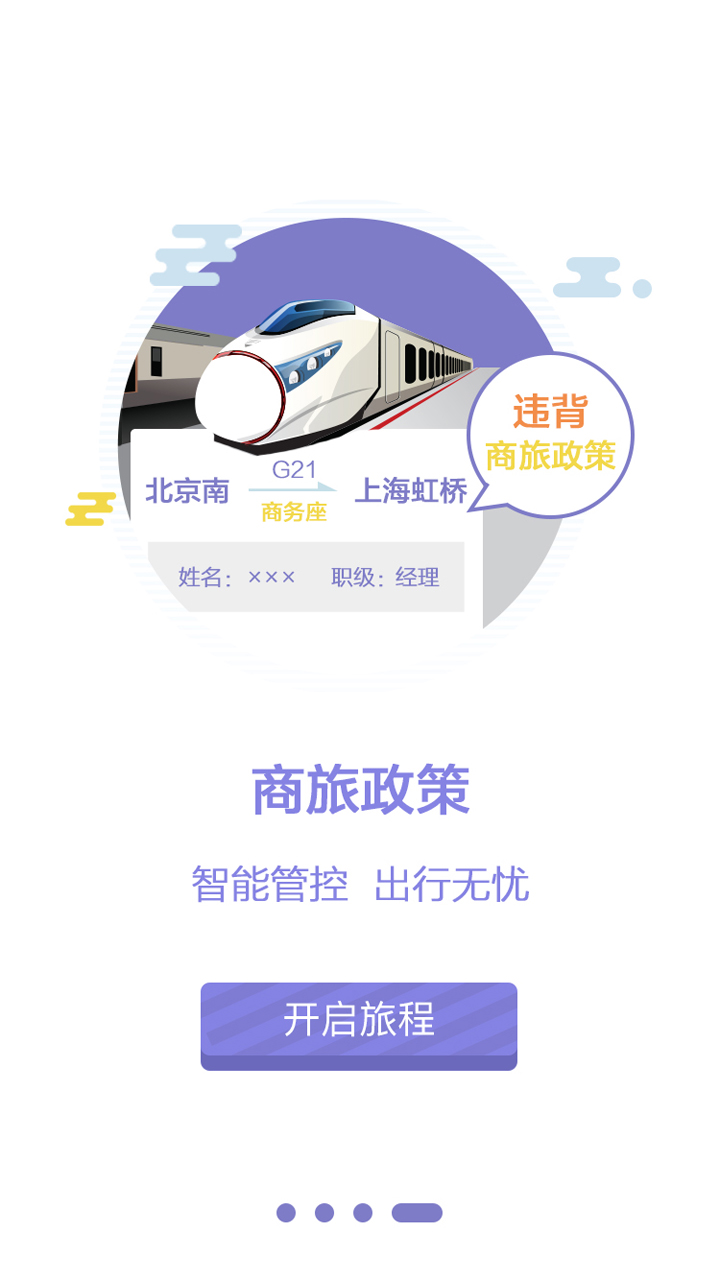 违背
商旅政策
G21
北京南 上海虹桥
商务座
姓名：××× 职级：经理
商旅政策
智能管控 出行无忧
开启旅程